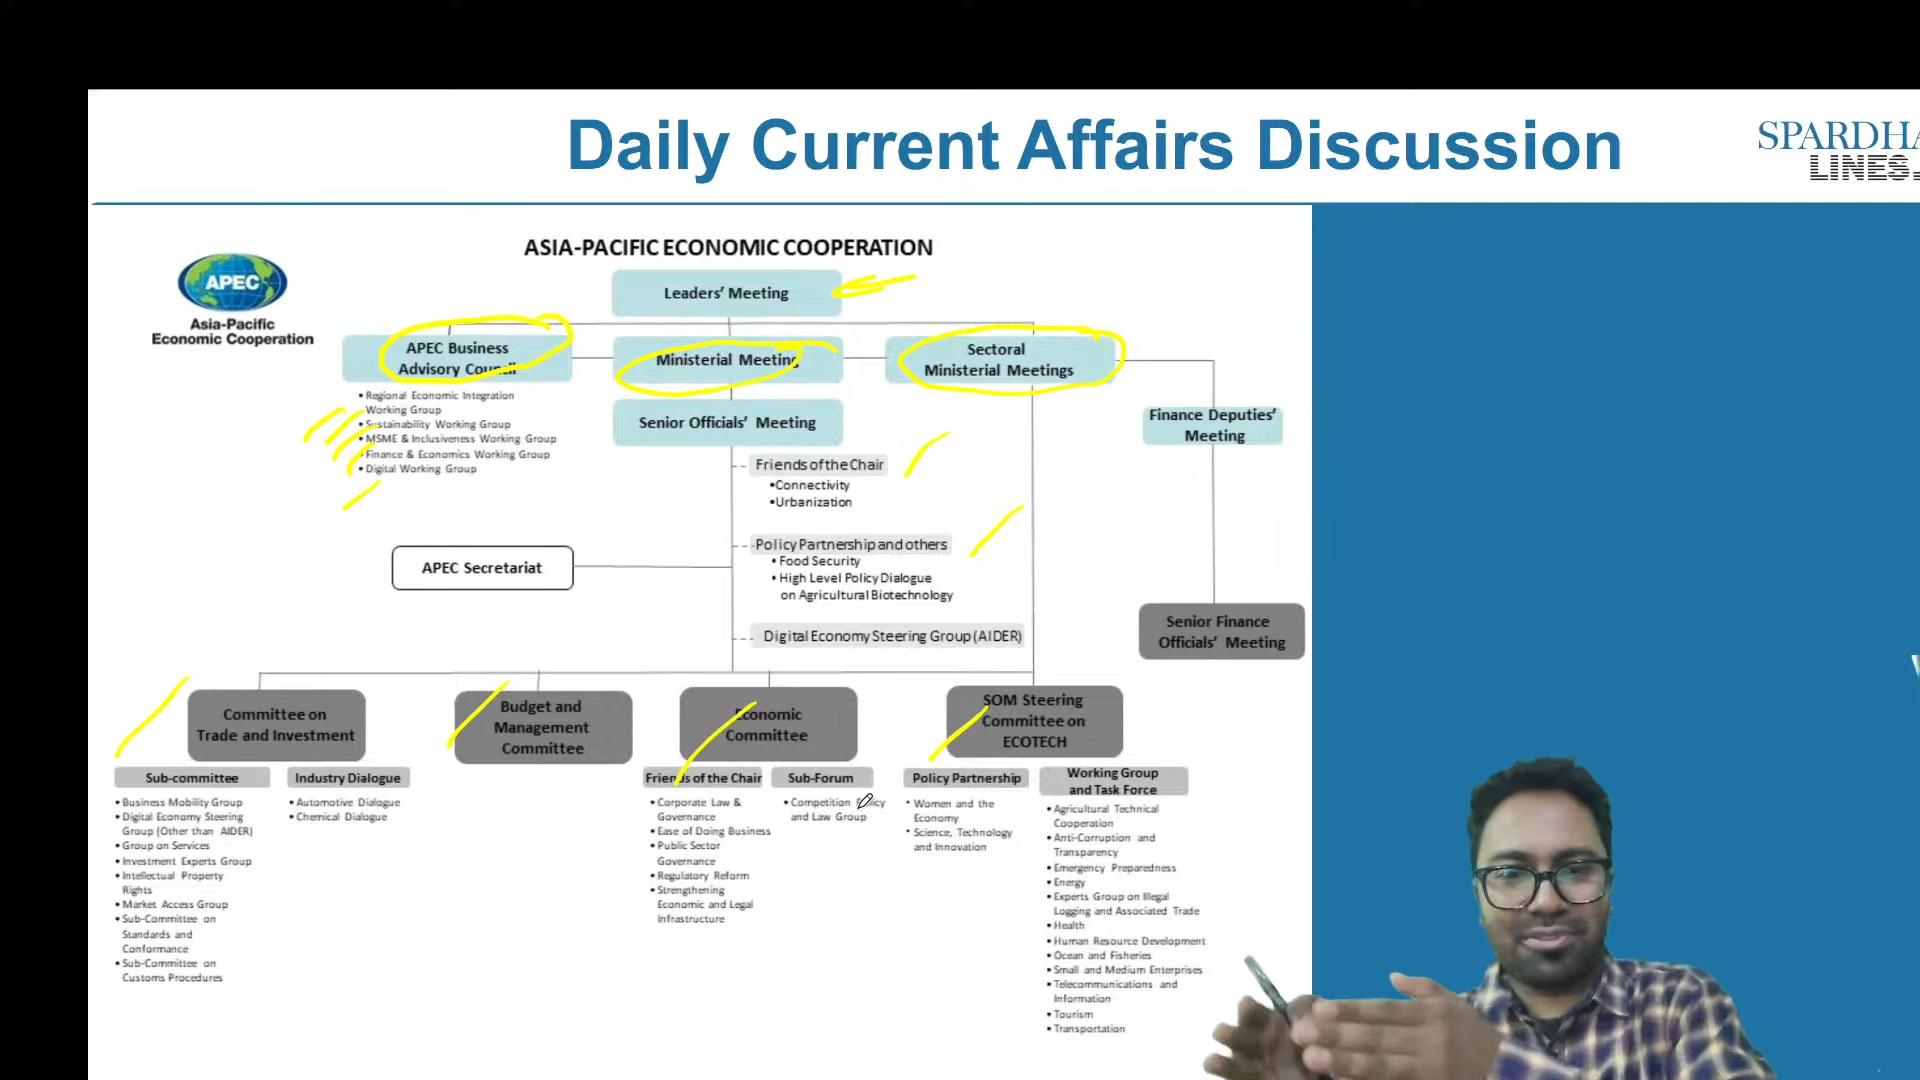 Daily Current Affairs Discussion
SPARDHA
LINES.
ASIA-PACIFIC ECONOMIC COOPERATION
APEC
Asia-Pacific
Economic Cooperation
Leaders' Meeting
APEC Business
Advisory Council
Ministerial Meeting
Sectoral
Ministerial Meetings
• Regional Economic Integration
Working Group
• Sustainability Working Group
• MSME & Inclusiveness Working Group
• Finance & Economics Working Group
• Digital Working Group
Senior Officials' Meeting
Finance Deputies'
Meeting
Friends of the Chair
•Connectivity
•Urbanization
Policy Partnership and others
• Food Security
• High Level Policy Dialogue
on Agricultural Biotechnology
APEC Secretariat
Digital Economy Steering Group (AIDER)
Senior Finance
Officials' Meeting
Committee on
Trade and Investment
Budget and
Management
Committee
Economic
Committee
SOM Steering
Committee on
ECOTECH
Sub-committee
• Business Mobility Group
• Digital Economy Steering
Group (Other than AIDER)
• Group on Services
• Investment Experts Group
• Intellectual Property
Rights
• Market Access Group
• Sub-Committee on
Standards and
Conformance
• Sub-Committee on
Customs Procedures
Industry Dialogue
• Automotive Dialogue
• Chemical Dialogue
Friends of the Chair
• Corporate Law &
Governance
• Ease of Doing Business
• Public Sector
Governance
• Regulatory Reform
• Strengthening
Economic and Legal
Infrastructure
Sub-Forum
• Competition Policy
and Law Group
Policy Partnership
• Women and the
Economy
• Science, Technology
and Innovation
Working Group
and Task Force
• Agricultural Technical
Cooperation
• Anti-Corruption and
Transparency
• Emergency Preparedness
• Energy
• Experts Group on Illegal
Logging and Associated Trade
• Health
• Human Resource Development
• Ocean and Fisheries
• Small and Medium Enterprises
• Telecommunications and
Information
• Tourism
• Transportation